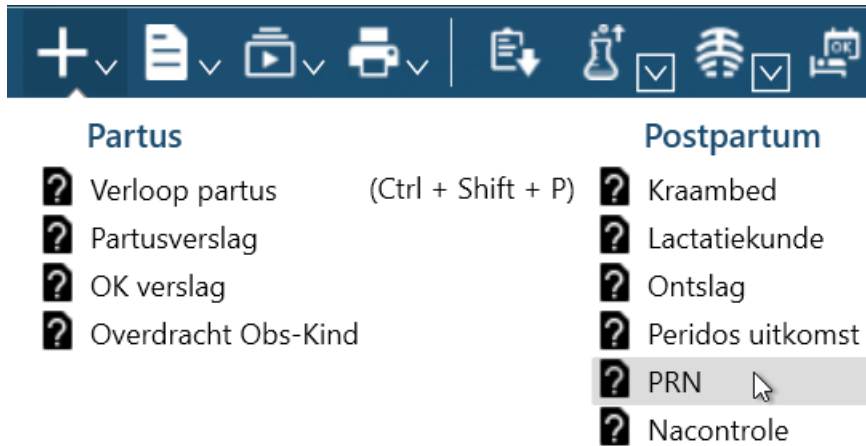 OK
Partus
Verloop partus (Ctrl + Shift + P)
Partusverslag
OK verslag
Overdracht Obs-Kind
Postpartum
Kraambed
Lactatiekunde
Ontslag
Peridos uitkomst
PRN
Nacontrole